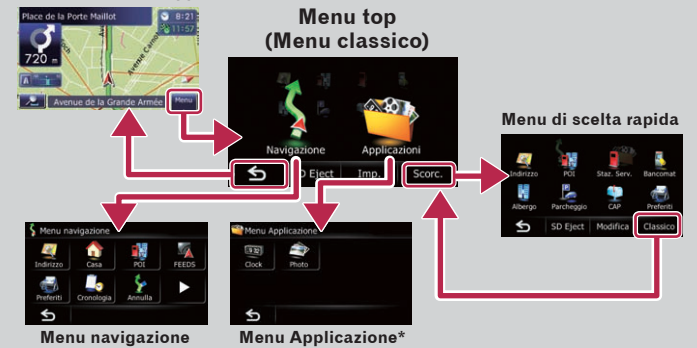 Place de la Porte Maillot
8:21
11:57
720 m
Avenue de la Grande Armée
Menu
Menu top
(Menu classico)
Navigazione
Applicazioni
SD Eject
Imp.
Scorc.
Menu di scelta rapida
Indirizzo
POI
Staz. Serv.
Bancomat
Albergo
Parcheggio
CAP
Preferiti
SD Eject
Modifica
Classico
Menu navigazione
Indirizzo
Casa
POI
FEEDS
Preferiti
Cronologia
Annulla
Menu navigazione
Menu Applicazione
Clock
Photo
Menu Applicazione*